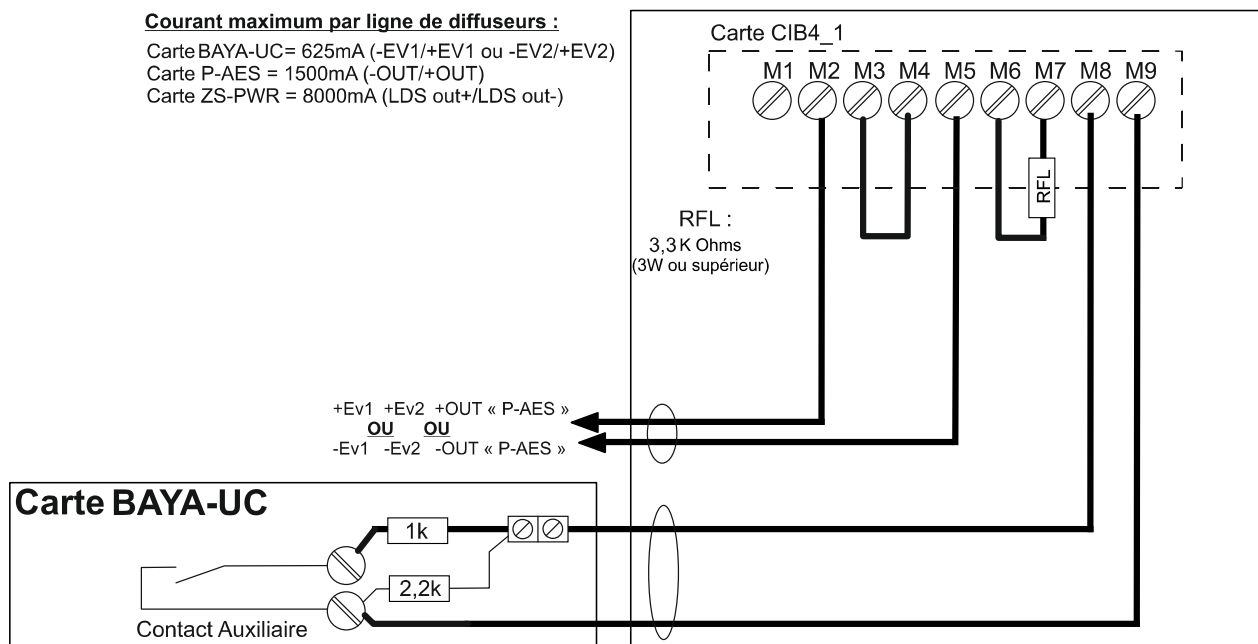 Courant maximum par ligne de diffuseurs :
Carte BAYA-UC= 625mA (-EV1/+EV1 ou -EV2/+EV2)
Carte P-AES = 1500mA (-OUT/+OUT)
Carte ZS-PWR = 8000mA (LDS out+/LDS out-)
Carte CIB4_1
M1 M2 M3 M4 M5 M6 M7 M8 M9
RFL
RFL :
3,3K Ohms
(3W ou supérieur)
+Ev1 +Ev2 +OUT « P-AES »
OU OU
-Ev1 -Ev2 -OUT « P-AES »
Carte BAYA-UC
1k
2,2k
Contact Auxiliaire